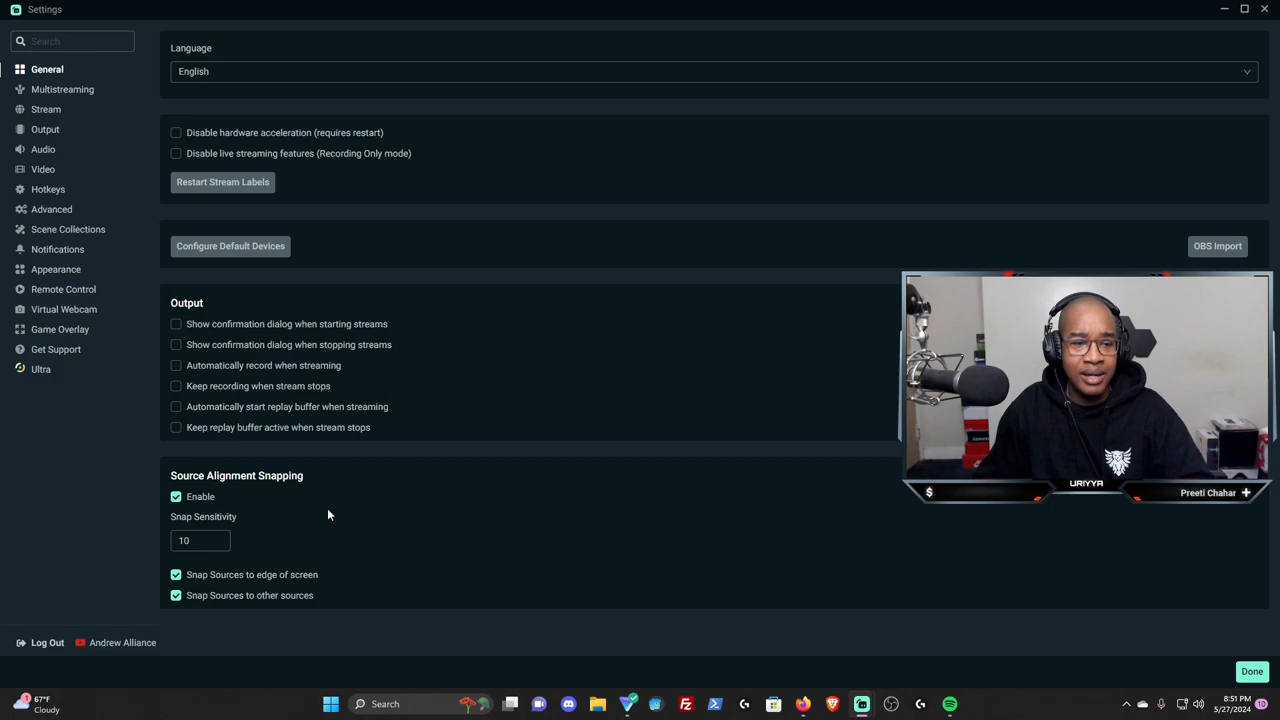 Settings
Search
General
Multistreaming
Stream
Output
Audio
Video
Hotkeys
Advanced
Scene Collections
Notifications
Appearance
Remote Control
Virtual Webcam
Game Overlay
Get Support
Ultra
Log Out
Andrew Alliance
Language
English
Disable hardware acceleration (requires restart)
Disable live streaming features (Recording Only mode)
Restart Stream Labels
Configure Default Devices
OBS Import
Output
Show confirmation dialog when starting streams
Show confirmation dialog when stopping streams
Automatically record when streaming
Keep recording when stream stops
Automatically start replay buffer when streaming
Keep replay buffer active when stream stops
Source Alignment Snapping
Enable
Snap Sensitivity
10
Snap Sources to edge of screen
Snap Sources to other sources
URIYYA
$
Preeti Chahar +
Done
1
67°F
Cloudy
Search
8:51 PM
5/27/2024
10